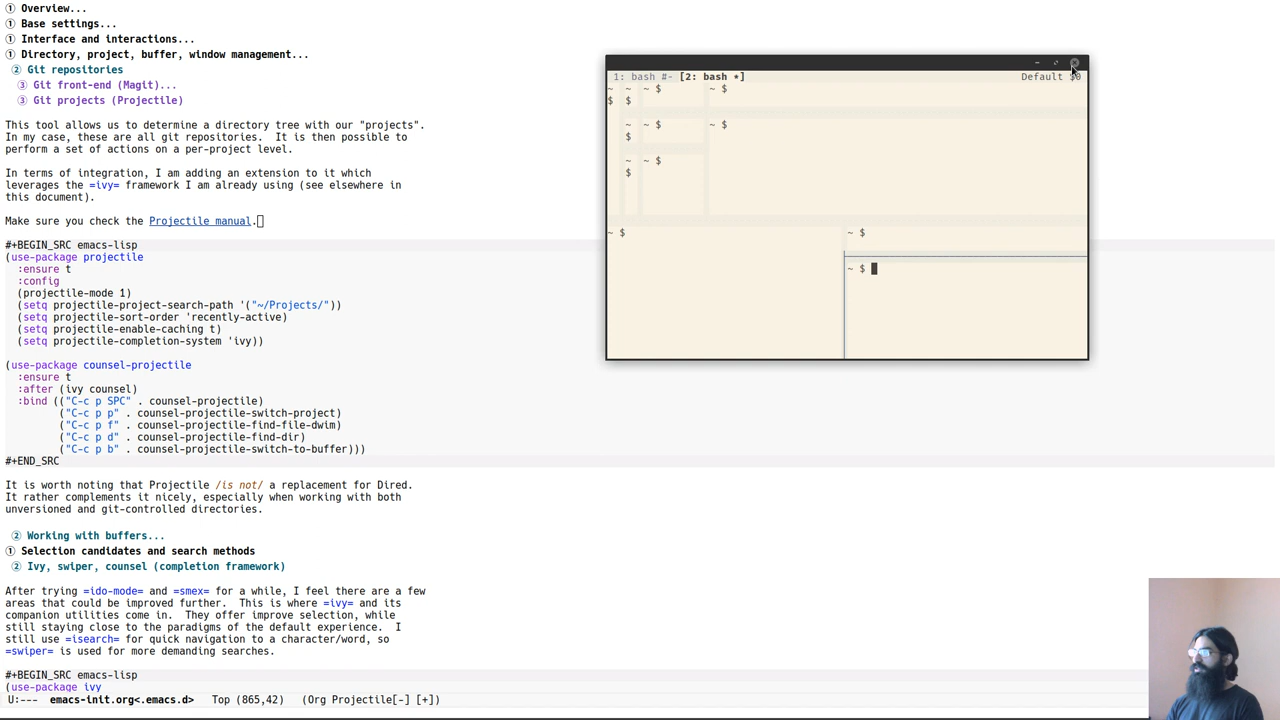 ① Overview...
① Base settings...
① Interface and interactions...
① Directory, project, buffer, window management...
② Git repositories
③ Git front-end (Magit)...
③ Git projects (Projectile)
This tool allows us to determine a directory tree with our "projects".
In my case, these are all git repositories.  It is then possible to
perform a set of actions on a per-project level.
In terms of integration, I am adding an extension to it which
leverages the =ivy= framework I am already using (see elsewhere in
this document).
Make sure you check the Projectile manual.
#+BEGIN_SRC emacs-lisp
(use-package projectile
  :ensure t
  :config
  (projectile-mode 1)
  (setq projectile-project-search-path '("~/Projects/"))
  (setq projectile-sort-order 'recently-active)
  (setq projectile-enable-caching t)
  (setq projectile-completion-system 'ivy))
(use-package counsel-projectile
  :ensure t
  :after (ivy counsel)
  :bind (("C-c p SPC" . counsel-projectile)
         ("C-c p p" . counsel-projectile-switch-project)
         ("C-c p f" . counsel-projectile-find-file-dwim)
         ("C-c p d" . counsel-projectile-find-dir)
         ("C-c p b" . counsel-projectile-switch-to-buffer)))
#+END_SRC
It is worth noting that Projectile /is not/ a replacement for Dired.
It rather complements it nicely, especially when working with both
unversioned and git-controlled directories.
② Working with buffers...
① Selection candidates and search methods
② Ivy, swiper, counsel (completion framework)
After trying =ido-mode= and =smex= for a while, I feel there are a few
areas that could be improved further.  This is where =ivy= and its
companion utilities come in.  They offer improve selection, while
still staying close to the paradigms of the default experience.  I
still use =isearch= for quick navigation to a character/word, so
=swiper= is used for more demanding searches.
#+BEGIN_SRC emacs-lisp
(use-package ivy
U:---  emacs-init.org<.emacs.d>   Top (865,42)   (Org Projectile[-] [+])
1: bash #- [2: bash *] Default $0
~ ~ ~ $ ~ $
$ $
~ ~ $ ~ $
$
~ ~ $
$
~ $ ~ $
~ $